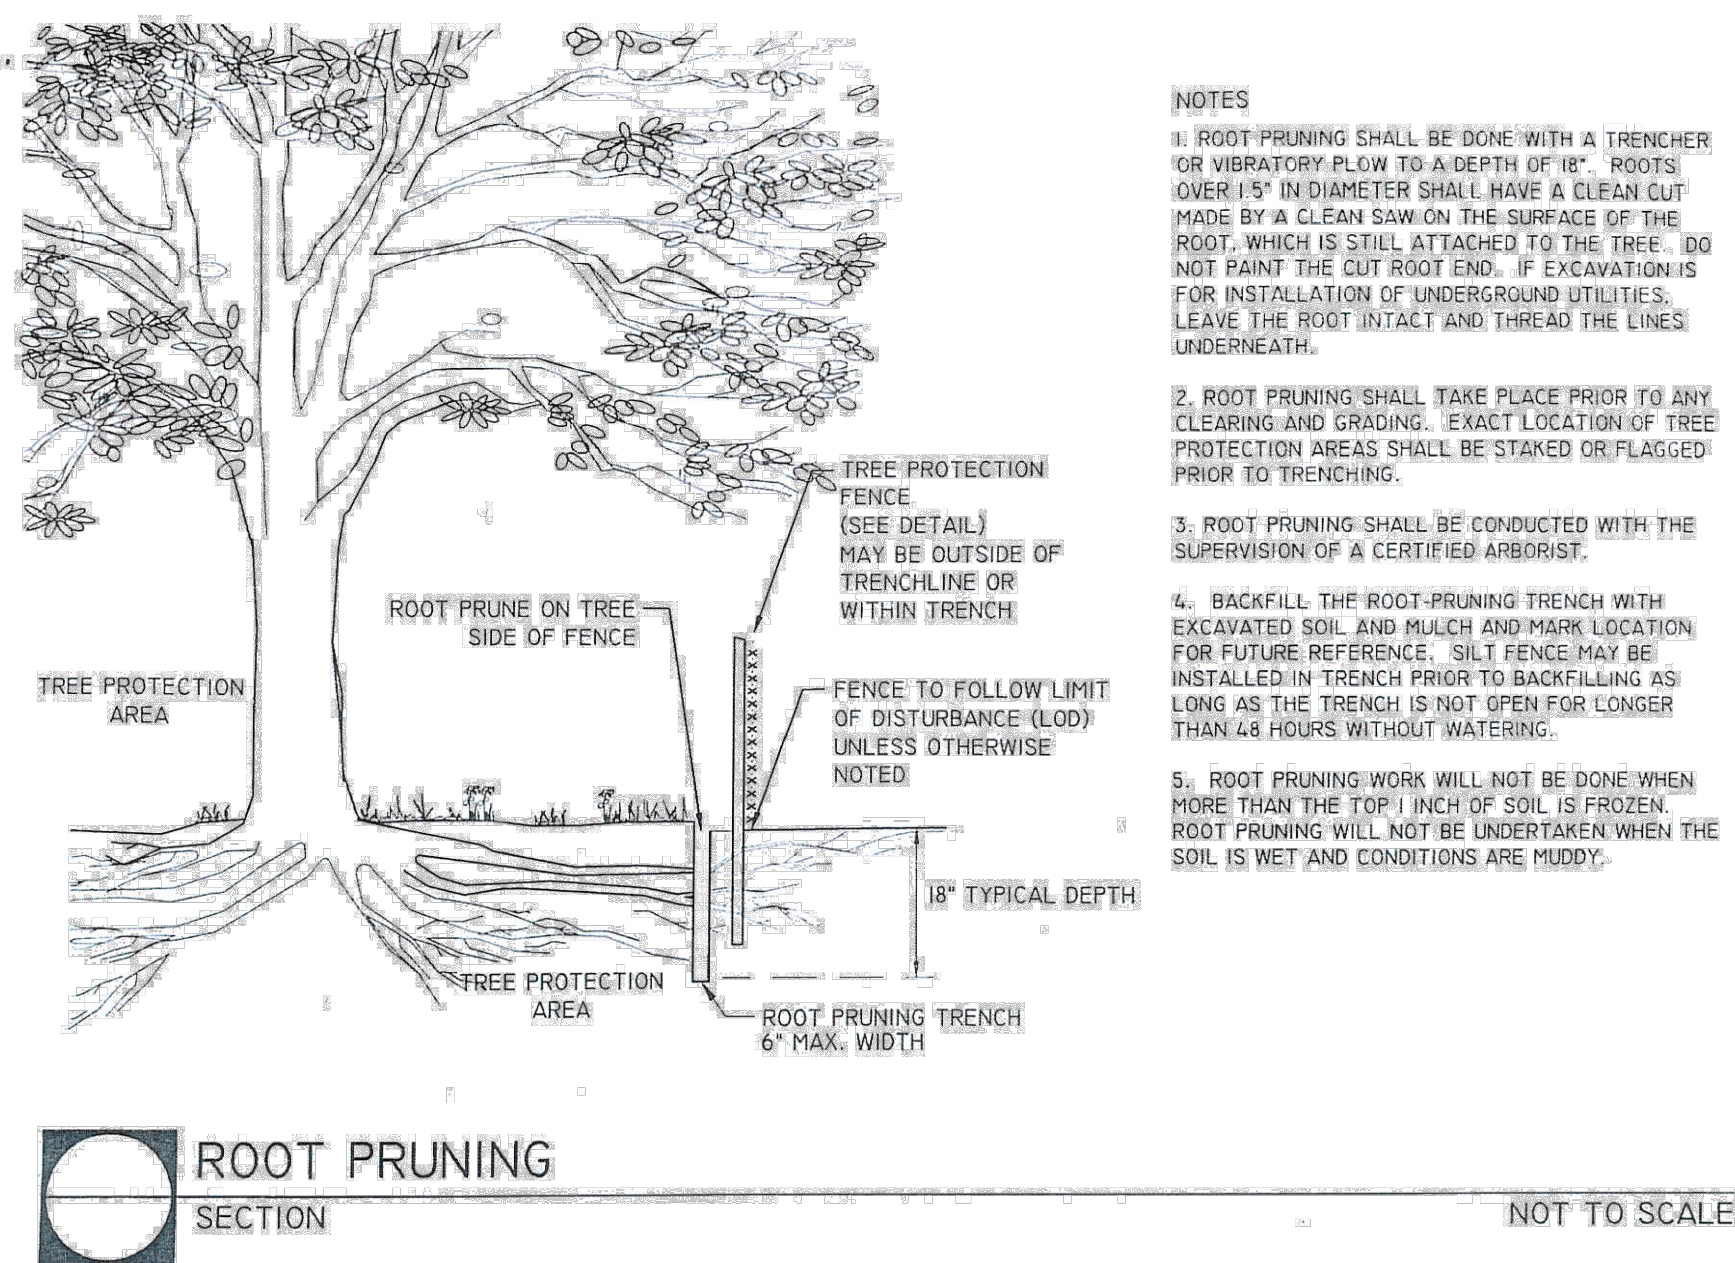 NOTES
1. ROOT PRUNING SHALL BE DONE WITH A TRENCHER
OR VIBRATORY PLOW TO A DEPTH OF 18". ROOTS
OVER 1.5" IN DIAMETER SHALL HAVE A CLEAN CUT
MADE BY A CLEAN SAW ON THE SURFACE OF THE
ROOT, WHICH IS STILL ATTACHED TO THE TREE. DO
NOT PAINT THE CUT ROOT END. IF EXCAVATION IS
FOR INSTALLATION OF UNDERGROUND UTILITIES,
LEAVE THE ROOT INTACT AND THREAD THE LINES
UNDERNEATH.
2. ROOT PRUNING SHALL TAKE PLACE PRIOR TO ANY
CLEARING AND GRADING. EXACT LOCATION OF TREE
PROTECTION AREAS SHALL BE STAKED OR FLAGGED
PRIOR TO TRENCHING.
3. ROOT PRUNING SHALL BE CONDUCTED WITH THE
SUPERVISION OF A CERTIFIED ARBORIST.
4. BACKFILL THE ROOT-PRUNING TRENCH WITH
EXCAVATED SOIL AND MULCH AND MARK LOCATION
FOR FUTURE REFERENCE. SILT FENCE MAY BE
INSTALLED IN TRENCH PRIOR TO BACKFILLING AS
LONG AS THE TRENCH IS NOT OPEN FOR LONGER
THAN 48 HOURS WITHOUT WATERING.
5. ROOT PRUNING WORK WILL NOT BE DONE WHEN
MORE THAN THE TOP 1 INCH OF SOIL IS FROZEN.
ROOT PRUNING WILL NOT BE UNDERTAKEN WHEN THE
SOIL IS WET AND CONDITIONS ARE MUDDY.
TREE PROTECTION
FENCE
(SEE DETAIL)
MAY BE OUTSIDE OF
TRENCHLINE OR
WITHIN TRENCH
ROOT PRUNE ON TREE
SIDE OF FENCE
TREE PROTECTION
AREA
FENCE TO FOLLOW LIMIT
OF DISTURBANCE (LOD)
UNLESS OTHERWISE
NOTED
18" TYPICAL DEPTH
TREE PROTECTION
AREA
ROOT PRUNING TRENCH
6" MAX. WIDTH
ROOT PRUNING
SECTION
NOT TO SCALE